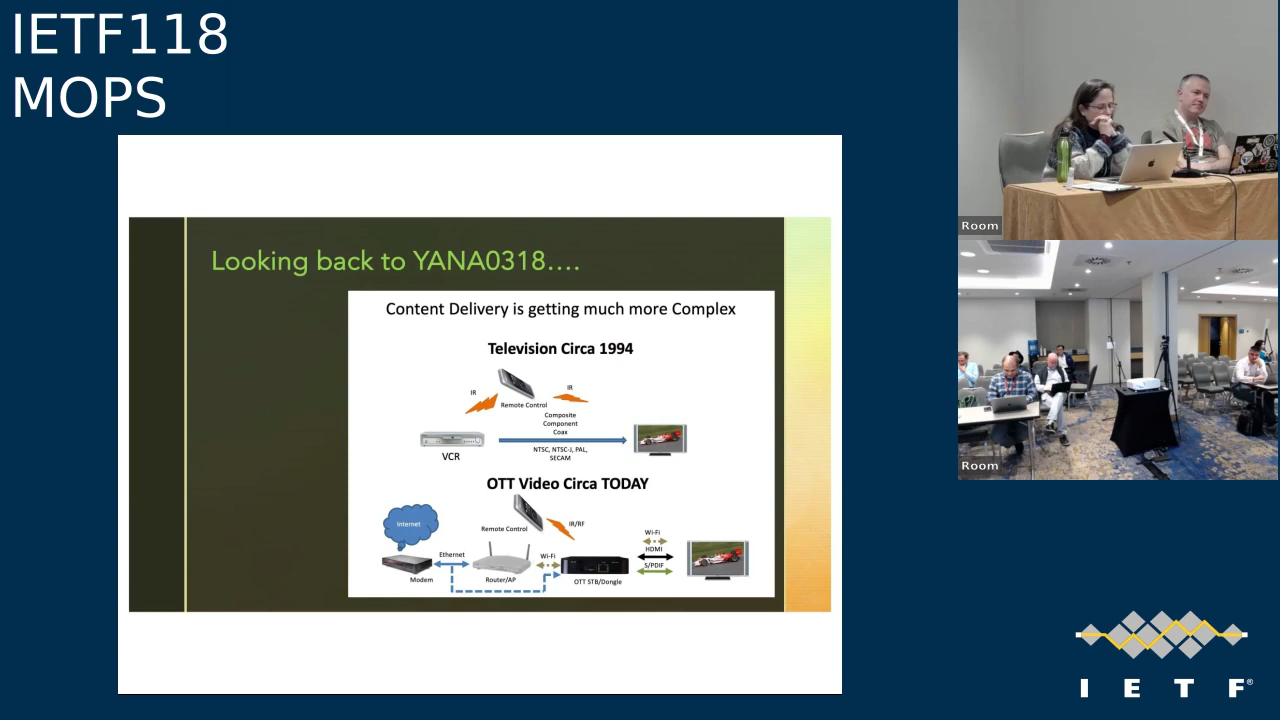 IETF118
MOPS
Looking back to YANA0318....
Content Delivery is getting much more Complex
Television Circa 1994
IR
IR
Remote Control
Composite
Component
Coax
NTSC, NTSC-J, PAL,
SECAM
VCR
OTT Video Circa TODAY
Internet
Remote Control
IR/RF
Wi-Fi
HDMI
S/PDIF
Ethernet
Wi-Fi
Modem
Router/AP
OTT STB/Dongle
Room
Room
I E T F®